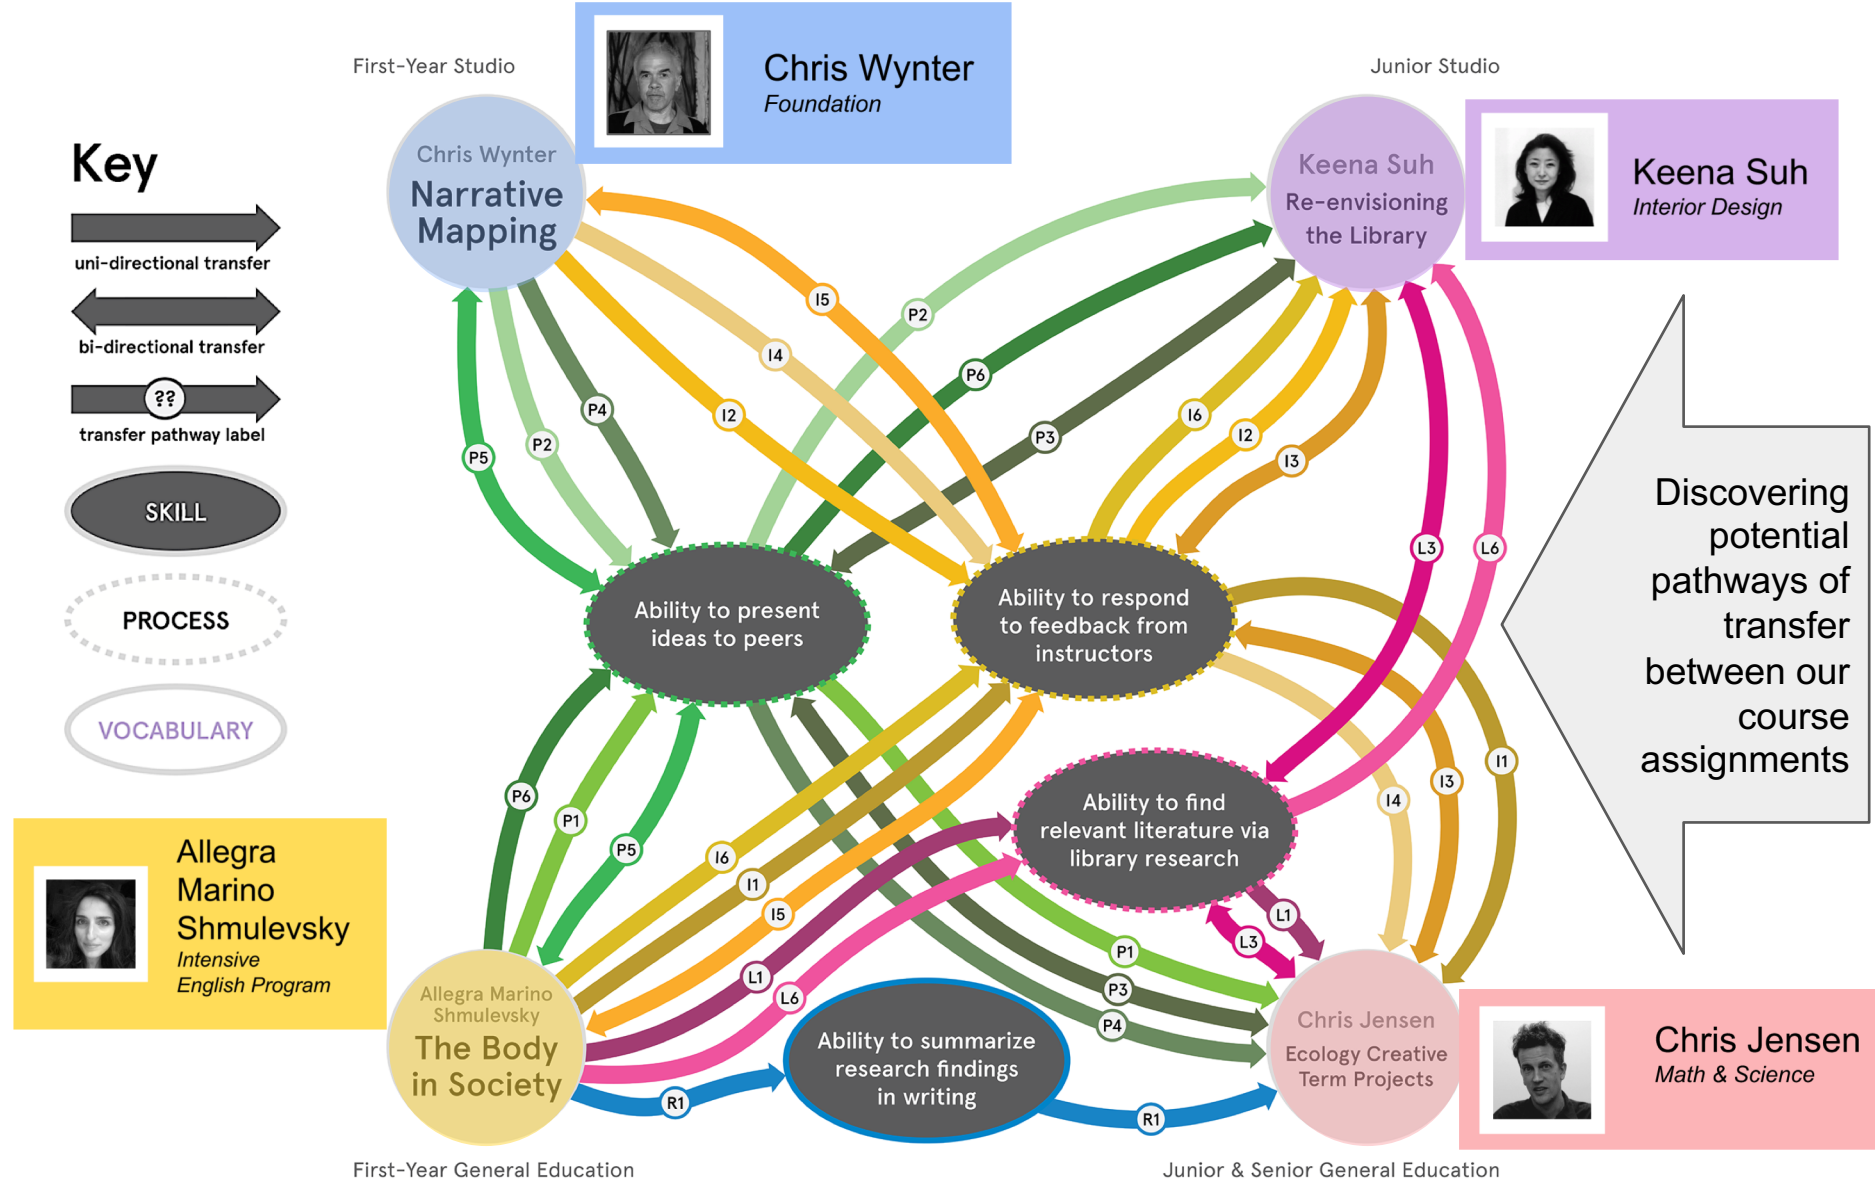 First-Year Studio
Chris Wynter
Foundation
Junior Studio
Key
uni-directional transfer
bi-directional transfer
??
transfer pathway label
SKILL
PROCESS
VOCABULARY
Chris Wynter
Narrative
Mapping
Keena Suh
Re-envisioning
the Library
Keena Suh
Interior Design
I5
P2
I4
P6
P4
I2
I6
P3
I2
P2
P5
I3
L3
L6
Discovering
potential
pathways of
transfer
between our
course
assignments
Ability to present
ideas to peers
Ability to respond
to feedback from
instructors
I1
I3
I4
P6
P1
P5
I6
I1
I5
Ability to find
relevant literature via
library research
L1
L3
P1
L1
P3
L6
P4
Allegra
Marino
Shmulevsky
Intensive
English Program
Allegra Marino
Shmulevsky
The Body
in Society
Ability to summarize
research findings
in writing
R1
R1
Chris Jensen
Ecology Creative
Term Projects
Chris Jensen
Math & Science
First-Year General Education
Junior & Senior General Education